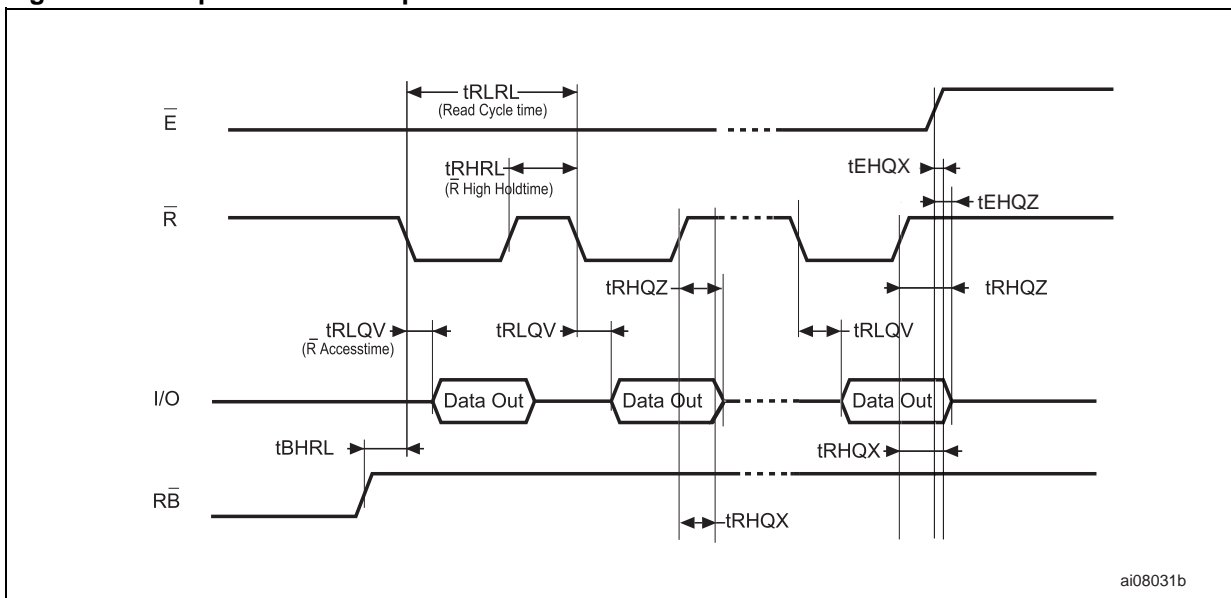 tRLRL
(Read Cycle time)
E̅
tRHRL
(R̅ High Holdtime)
tEHQX
tEHQZ
R̅
tRHQZ
tRHQZ
tRLQV
(R̅ Accesstime)
tRLQV
tRLQV
I/O
Data Out
Data Out
Data Out
tBHRL
tRHQX
RB̅
tRHQX
ai08031b